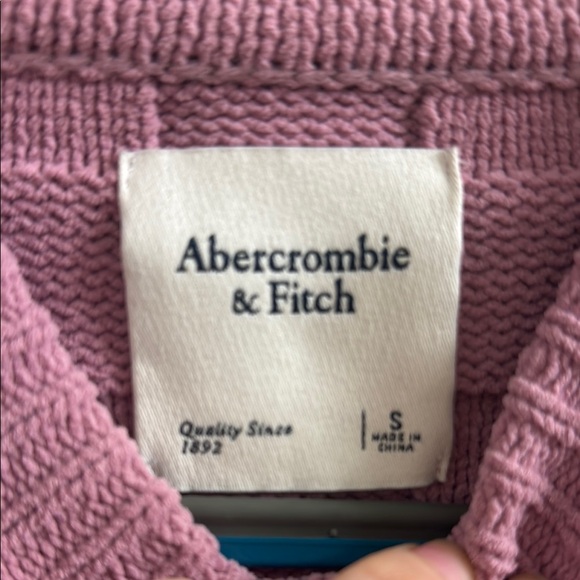 Abercrombie
& Fitch
Quality Since
1892
S
MADE IN
CHINA